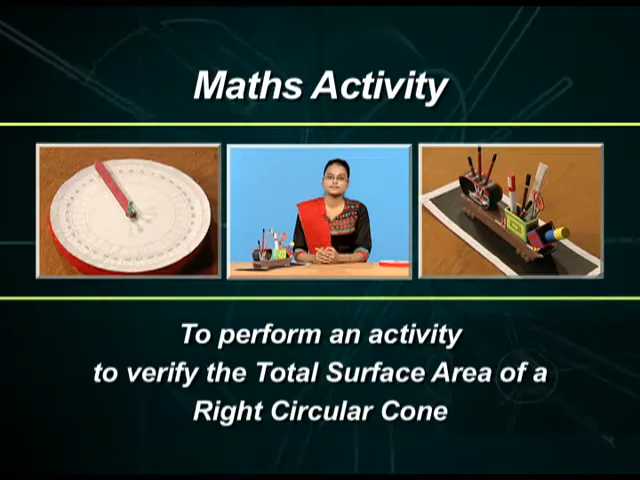 Maths Activity
To perform an activity
to verify the Total Surface Area of a
Right Circular Cone